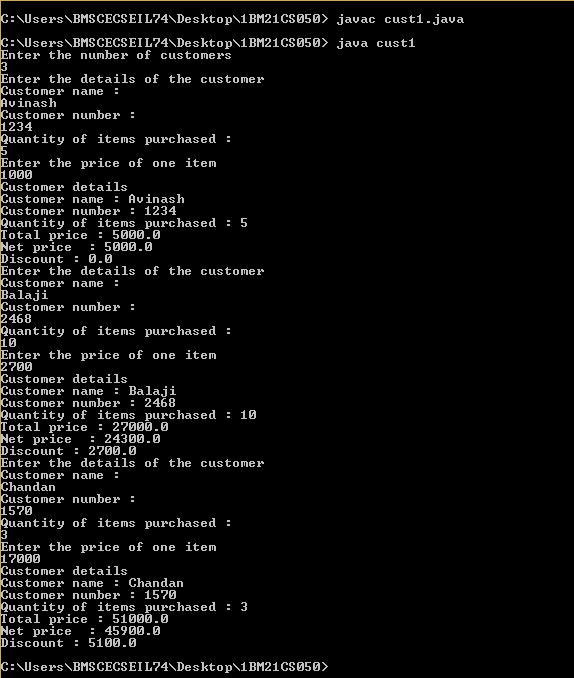 C:\Users\BMSCECSEIL74\Desktop\1BM21CS050> javac cust1.java
C:\Users\BMSCECSEIL74\Desktop\1BM21CS050> java cust1
Enter the number of customers
3
Enter the details of the customer
Customer name :
Avinash
Customer number :
1234
Quantity of items purchased :
5
Enter the price of one item
1000
Customer details
Customer name : Avinash
Customer number : 1234
Quantity of items purchased : 5
Total price : 5000.0
Net price  : 5000.0
Discount : 0.0
Enter the details of the customer
Customer name :
Balaji
Customer number :
2468
Quantity of items purchased :
10
Enter the price of one item
2700
Customer details
Customer name : Balaji
Customer number : 2468
Quantity of items purchased : 10
Total price : 27000.0
Net price  : 24300.0
Discount : 2700.0
Enter the details of the customer
Customer name :
Chandan
Customer number :
1570
Quantity of items purchased :
3
Enter the price of one item
17000
Customer details
Customer name : Chandan
Customer number : 1570
Quantity of items purchased : 3
Total price : 51000.0
Net price  : 45900.0
Discount : 5100.0
C:\Users\BMSCECSEIL74\Desktop\1BM21CS050>